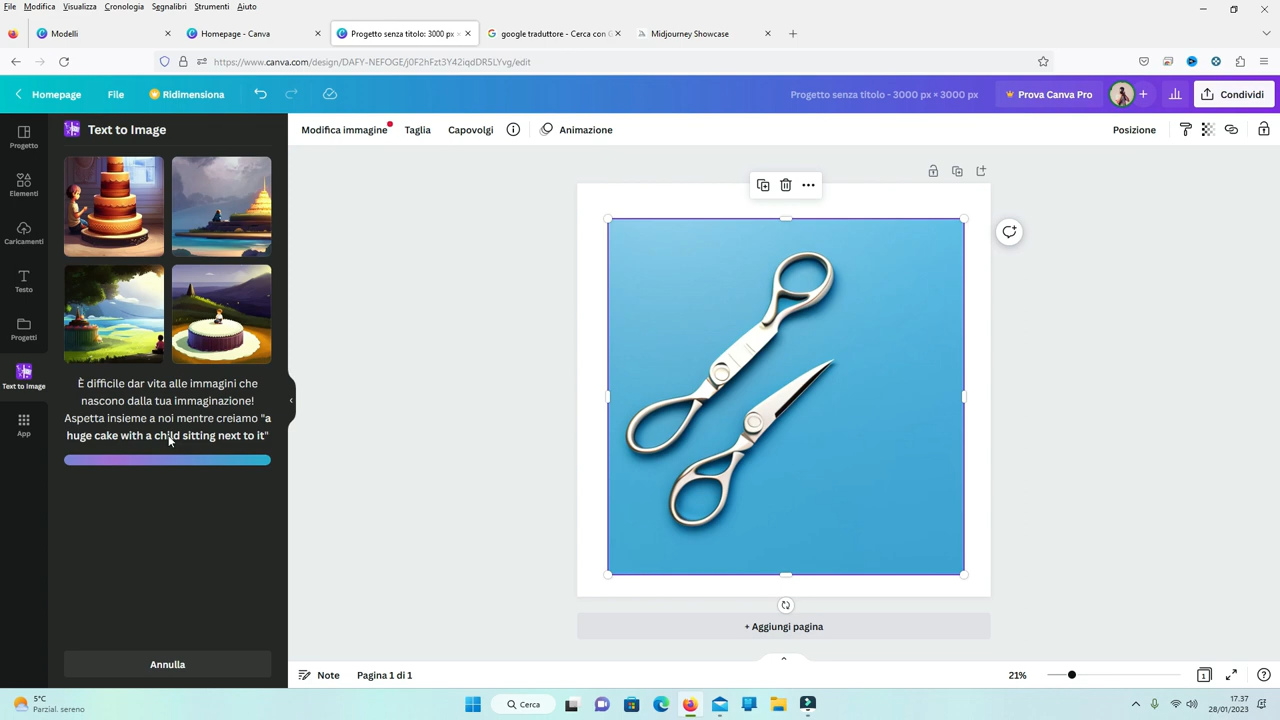 File Modifica Visualizza Cronologia Segnalibri Strumenti Aiuto
Modelli
Homepage - Canva
Progetto senza titolo: 3000 px ×
google traduttore - Cerca con G
Midjourney Showcase
https://www.canva.com/design/DAFY-NEFOGE/j0F2hFzt3Y42iqdDR5LYvg/edit
Homepage
File
Ridimensiona
Progetto senza titolo - 3000 px × 3000 px
Prova Canva Pro
Condividi
Progetto
Elementi
Caricamenti
Testo
Progetti
Text to Image
App
Text to Image
È difficile dar vita alle immagini che
nascono dalla tua immaginazione!
Aspetta insieme a noi mentre creiamo "a
huge cake with a child sitting next to it"
Annulla
Modifica immagine
Taglia
Capovolgi
Animazione
Posizione
+ Aggiungi pagina
Note
Pagina 1 di 1
21%
1
5°C
Parzial. sereno
Cerca
17.37
28/01/2023